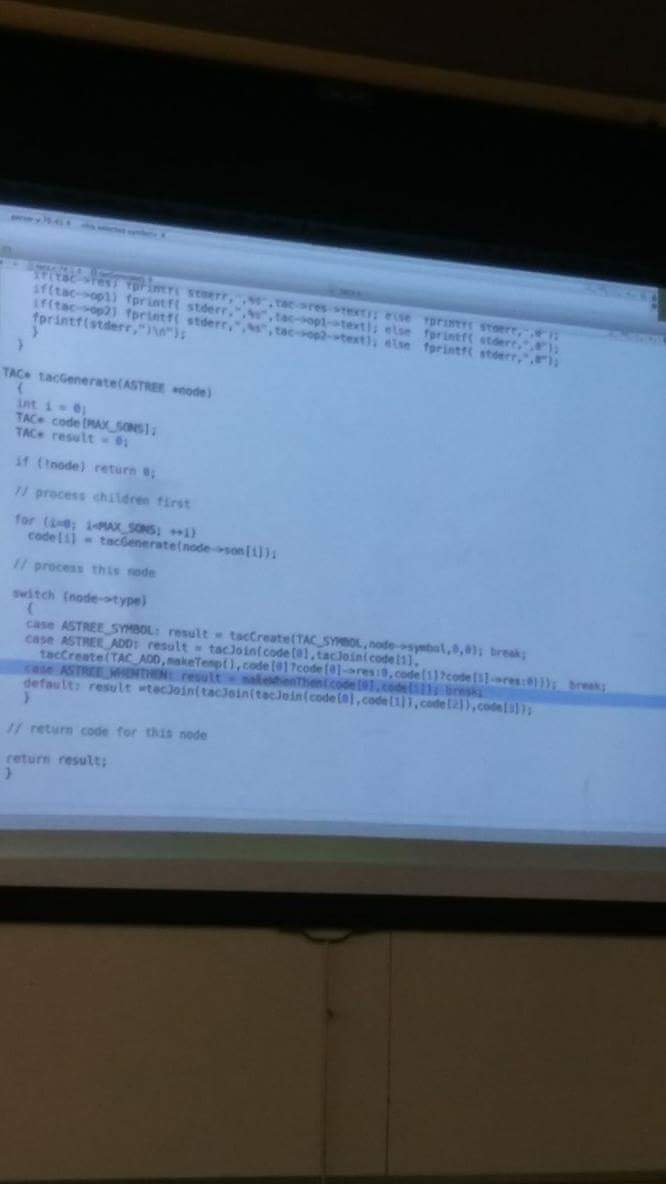 if(tac->res) fprintf( stderr,",%s",tac->res->text); else fprintf( stderr,",0");
if(tac->op1) fprintf( stderr,",%s",tac->op1->text); else fprintf( stderr,",0");
if(tac->op2) fprintf( stderr,",%s",tac->op2->text); else fprintf( stderr,",0");
fprintf(stderr,")\n");
}
}
TAC* tacGenerate(ASTREE *node)
{
int i = 0;
TAC* code[MAX_SONS];
TAC* result = 0;
if (!node) return 0;
// process children first
for (i=0; i<MAX_SONS; ++i)
code[i] = tacGenerate(node->son[i]);
// process this node
switch (node->type)
{
case ASTREE_SYMBOL: result = tacCreate(TAC_SYMBOL,node->symbol,0,0); break;
case ASTREE_ADD: result = tacJoin(code[0],tacJoin(code[1],
tacCreate(TAC_ADD,makeTemp(),code[0]?code[0]->res:0,code[1]?code[1]->res:0))); break;
case ASTREE_WHENTHEN: result = makeWhenThen(code[0],code[1]); break;
default: result =tacJoin(tacJoin(tacJoin(code[0],code[1]),code[2]),code[3]);
}
// return code for this node
return result;
}